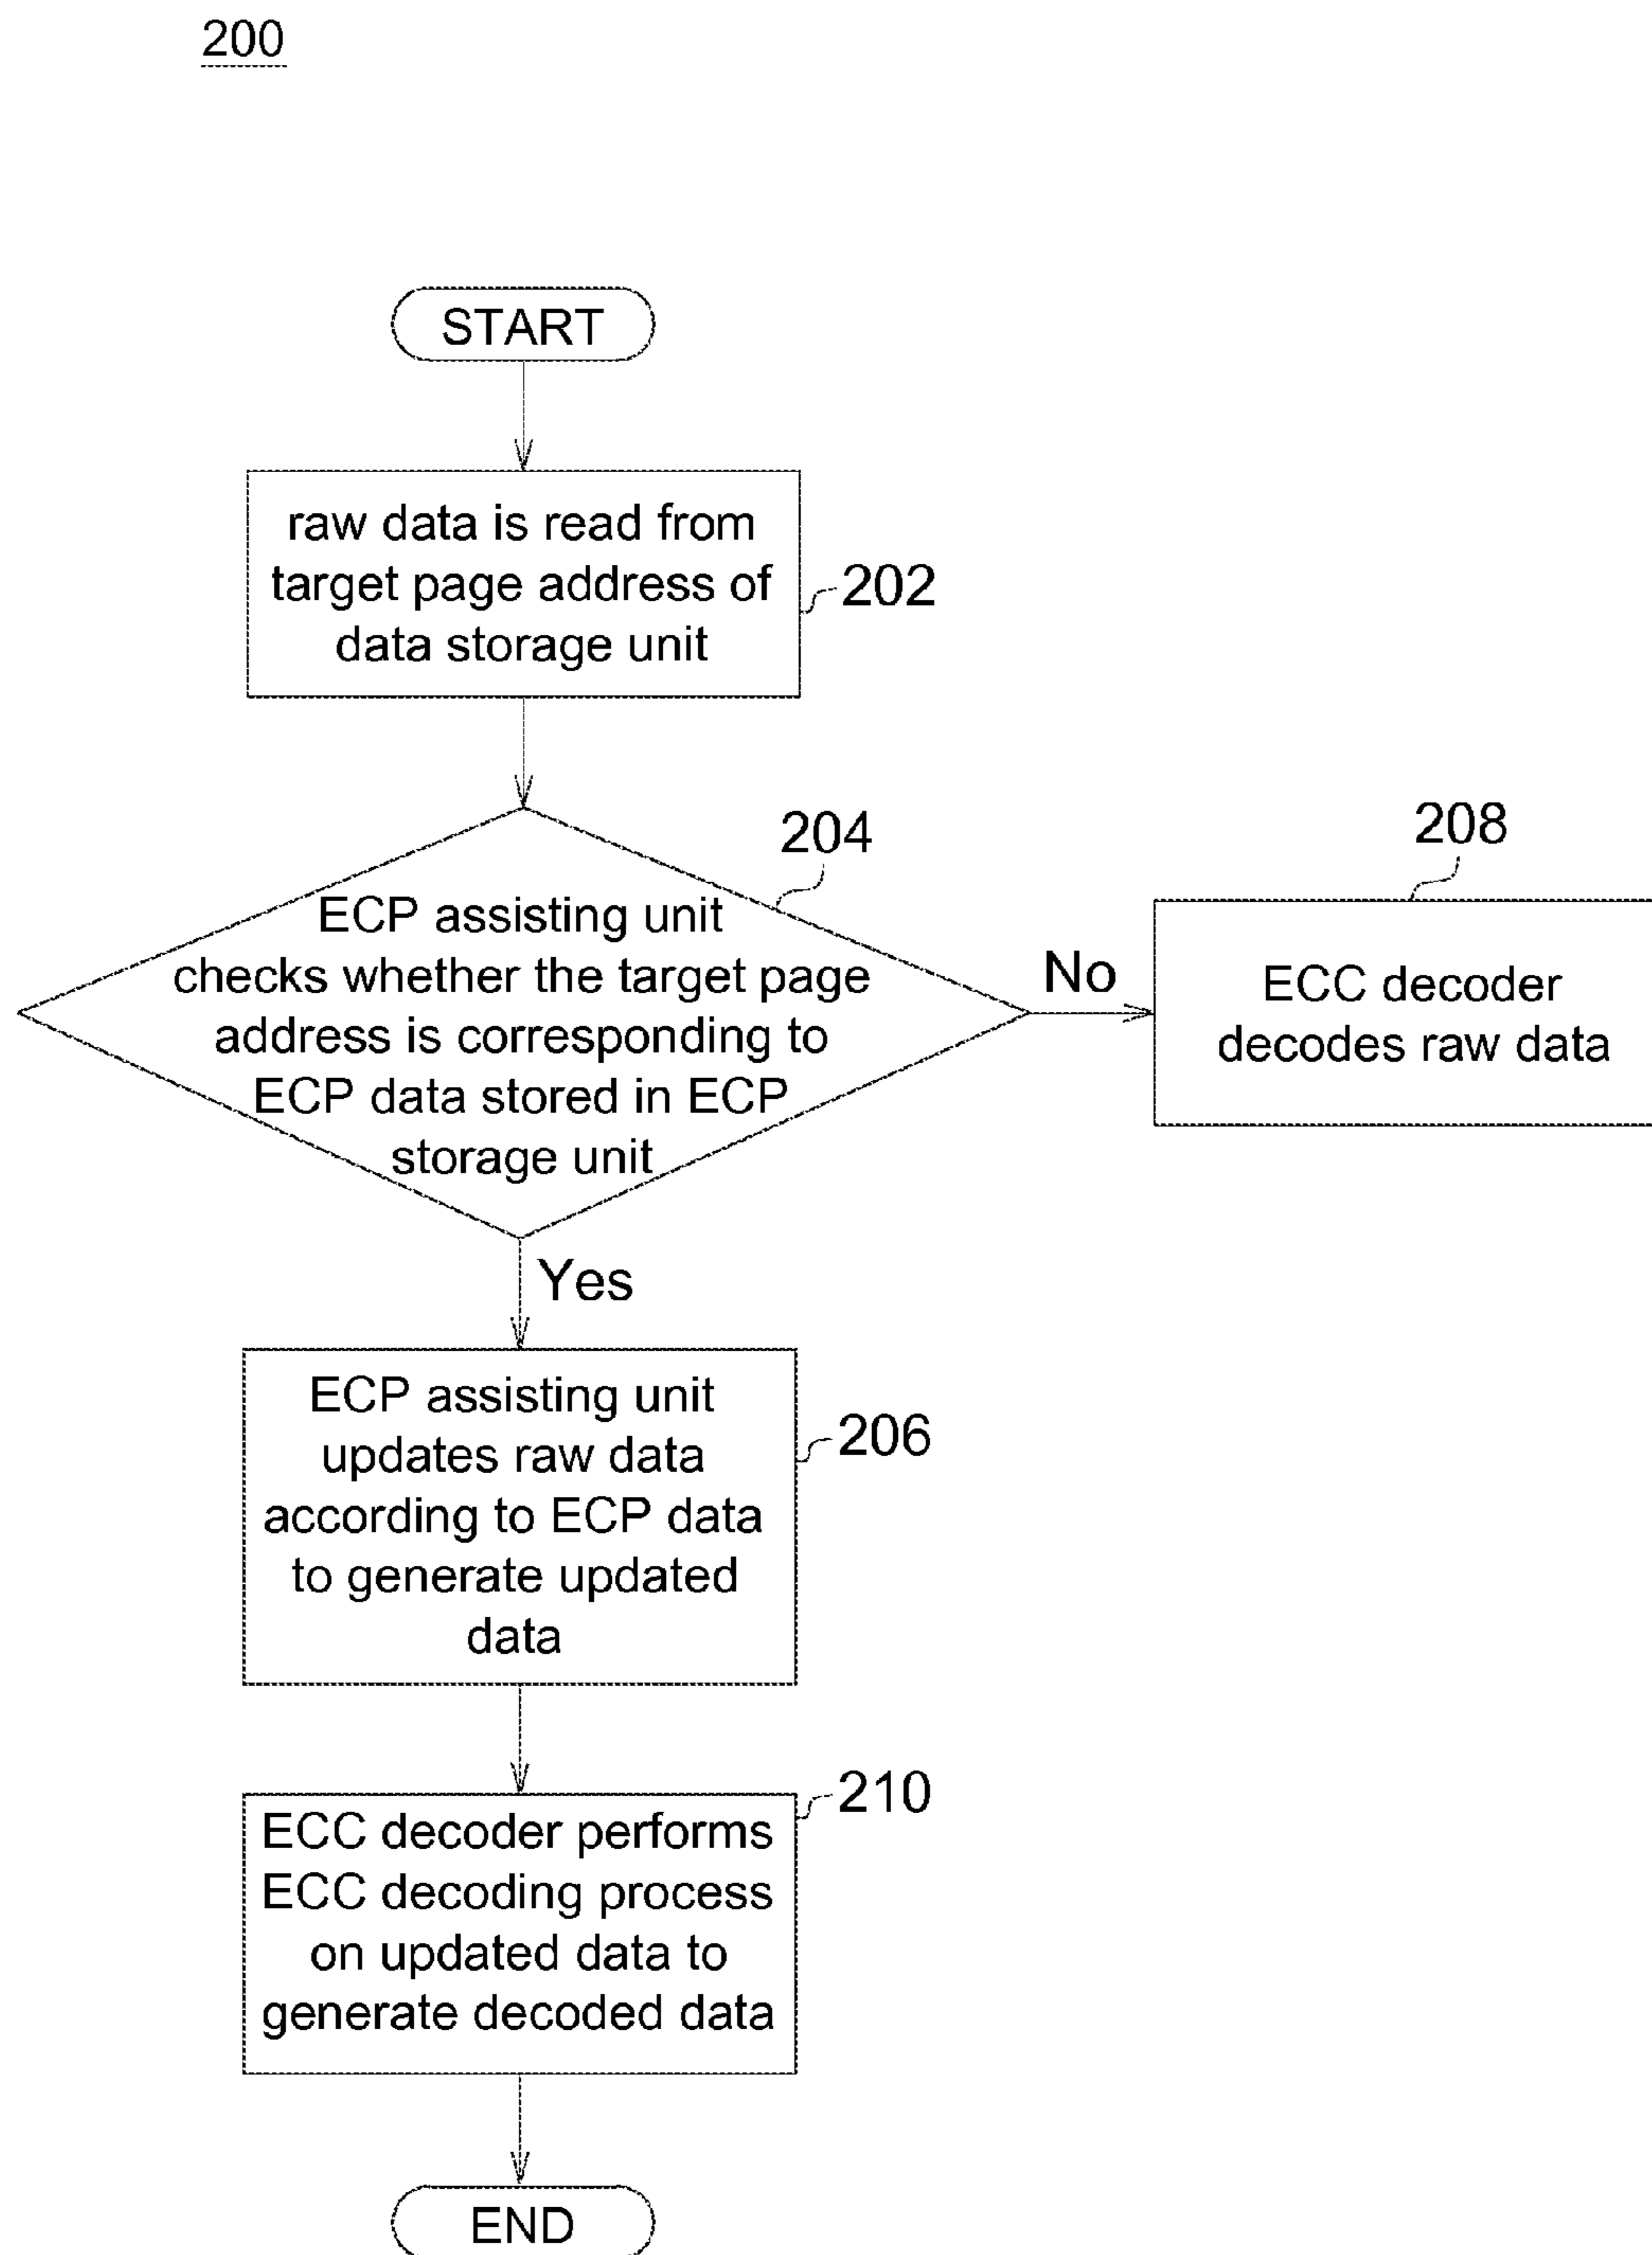 200
START
raw data is read from
target page address of
data storage unit
202
204
ECP assisting unit
checks whether the target page
address is corresponding to
ECP data stored in ECP
storage unit
No
208
ECC decoder
decodes raw data
Yes
ECP assisting unit
updates raw data
according to ECP data
to generate updated
data
206
ECC decoder performs
ECC decoding process
on updated data to
generate decoded data
210
END